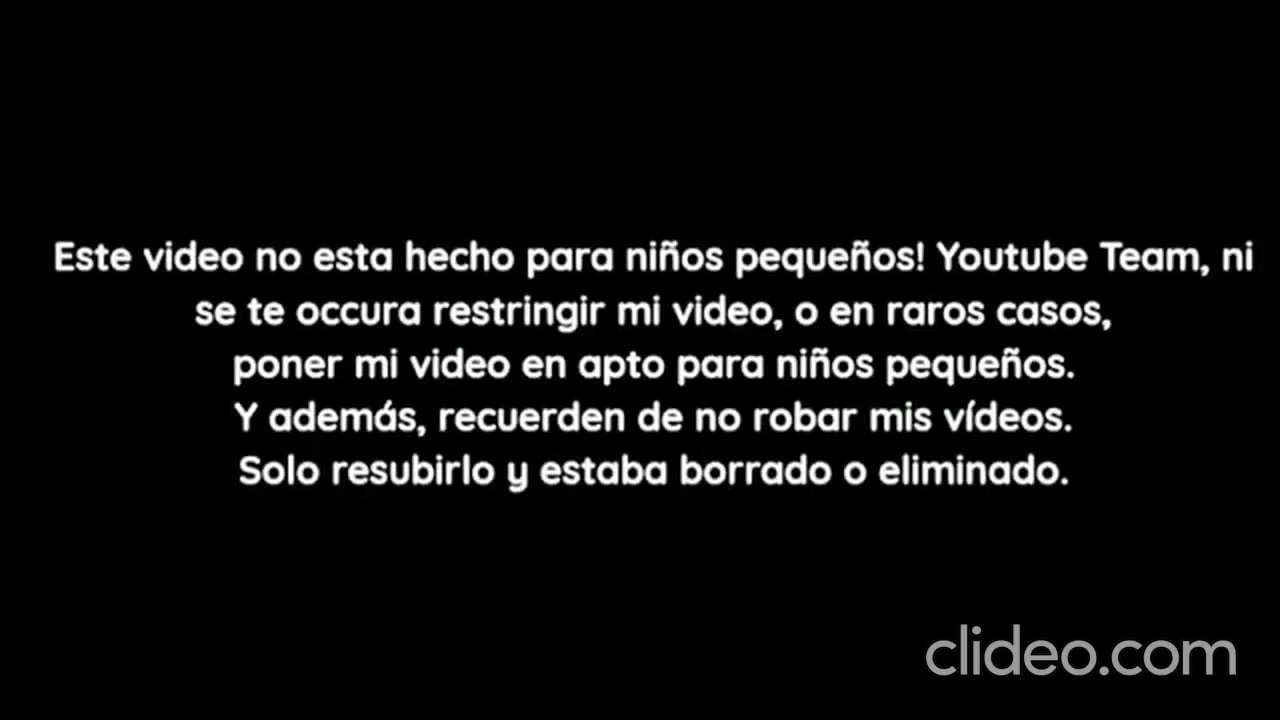 Este video no esta hecho para niños pequeños! Youtube Team, ni
se te occura restringir mi video, o en raros casos,
poner mi video en apto para niños pequeños.
Y además, recuerden de no robar mis vídeos.
Solo resubirlo y estaba borrado o eliminado.
clideo.com